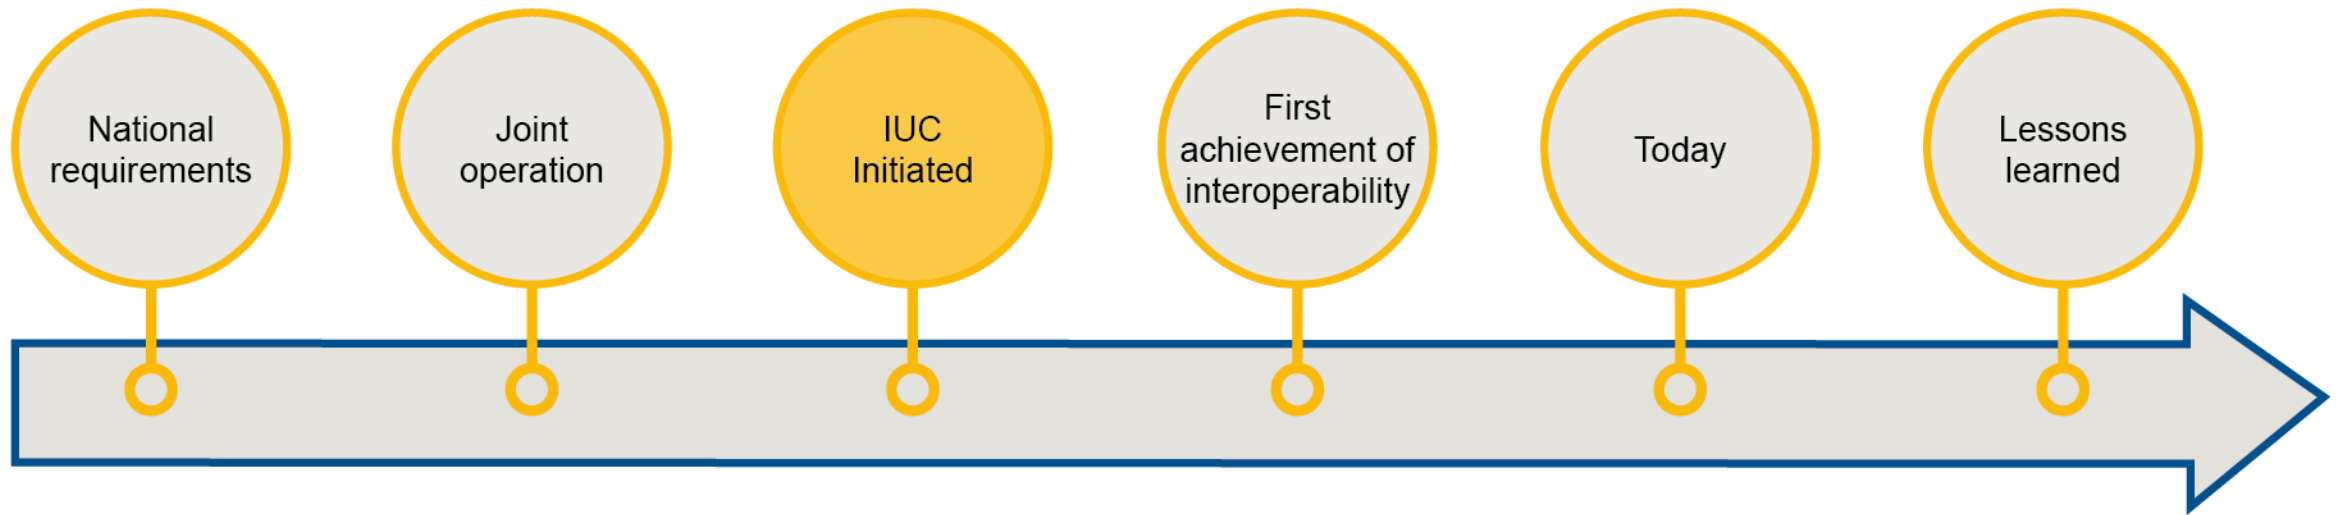 National
requirements
Joint
operation
IUC
Initiated
First
achievement of
interoperability
Today
Lessons
learned